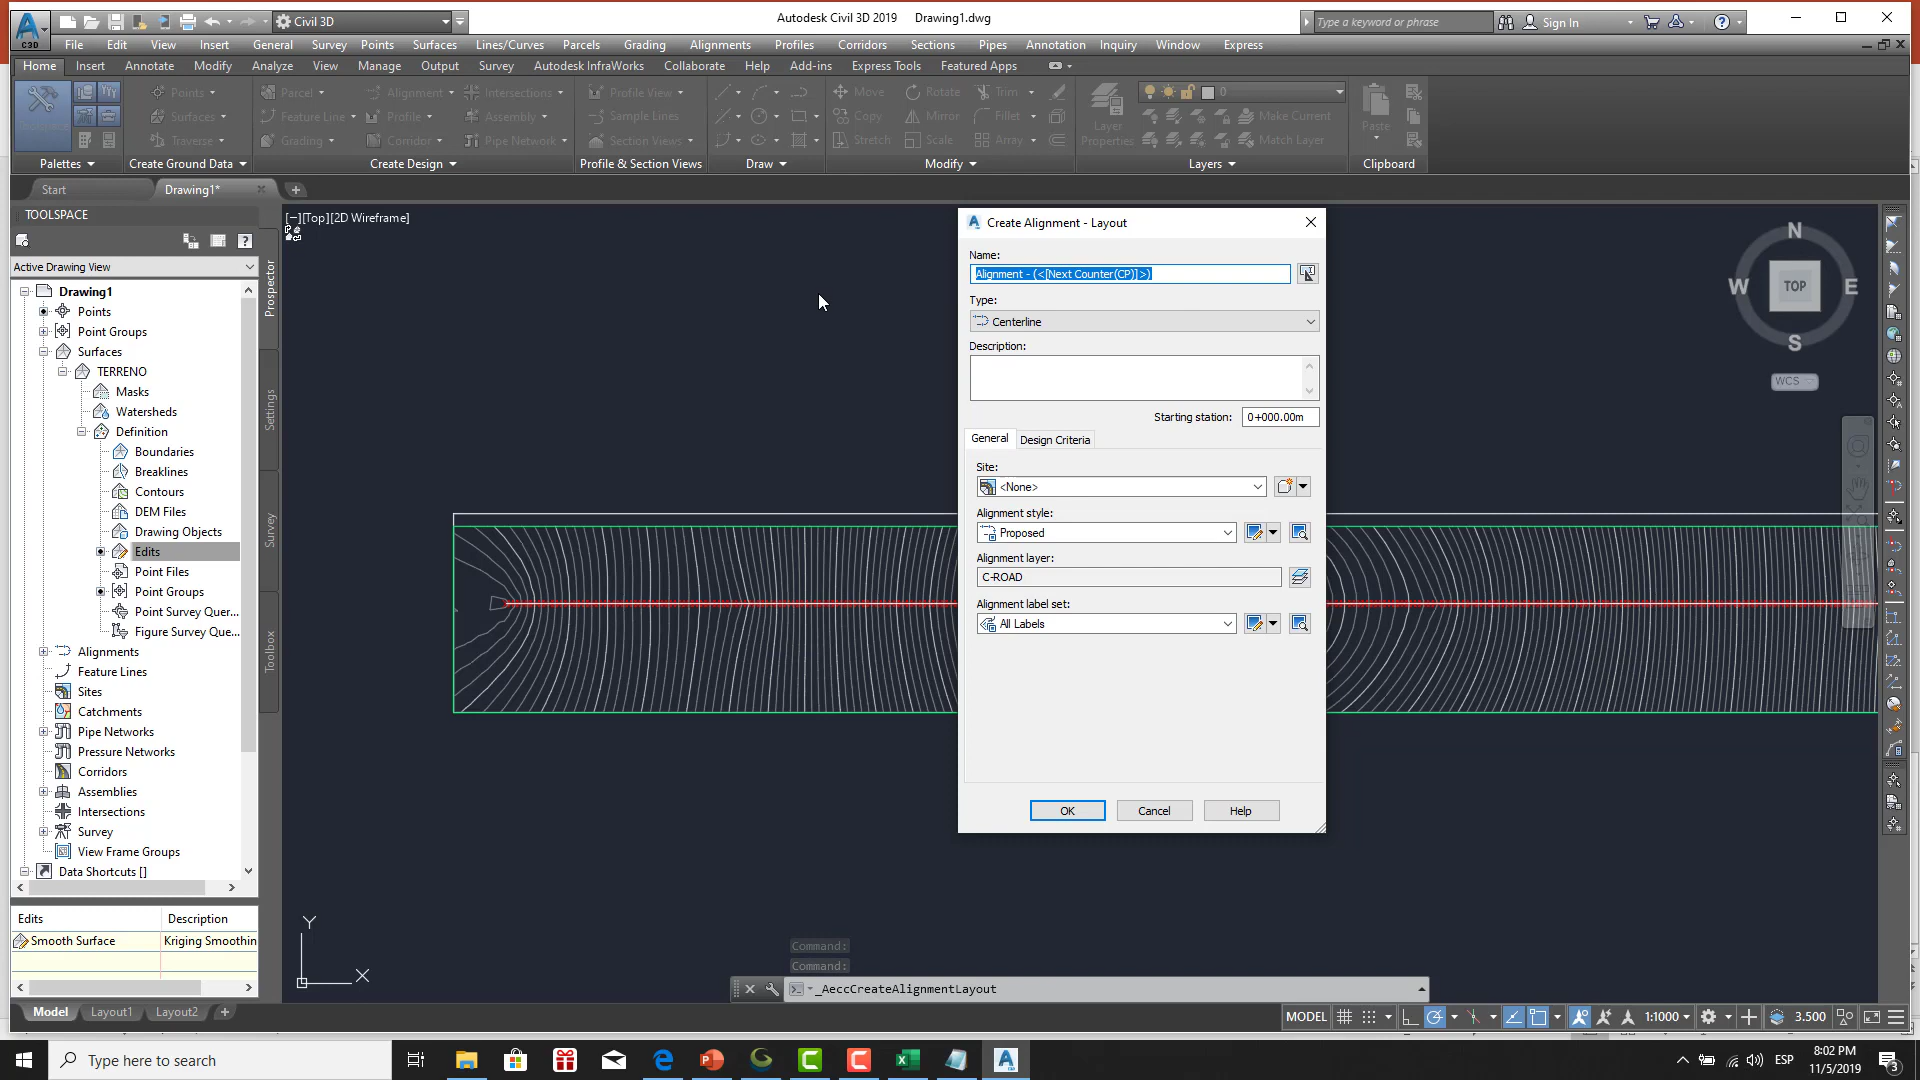 Civil 3D
Autodesk Civil 3D 2019 Drawing1.dwg
Type a keyword or phrase
Sign In
C3D
File Edit View Insert General Survey Points Surfaces Lines/Curves Parcels Grading Alignments Profiles Corridors Sections Pipes Annotation Inquiry Window Express
Home Insert Annotate Modify Analyze View Manage Output Survey Autodesk InfraWorks Collaborate Help Add-ins Express Tools Featured Apps
Points Parcel Alignment Intersections Profile View Move Rotate Trim 0
Surfaces Feature Line Profile Assembly Sample Lines Copy Mirror Fillet Make Current
Traverse Grading Corridor Pipe Network Section Views Stretch Scale Array Match Layer
Layer
Properties
Paste
Palettes Create Ground Data Create Design Profile & Section Views Draw Modify Layers Clipboard
Start Drawing1*
TOOLSPACE
Active Drawing View
Drawing1
Points
Point Groups
Surfaces
TERRENO
Masks
Watersheds
Definition
Boundaries
Breaklines
Contours
DEM Files
Drawing Objects
Edits
Point Files
Point Groups
Point Survey Quer...
Figure Survey Que...
Alignments
Feature Lines
Sites
Catchments
Pipe Networks
Pressure Networks
Corridors
Assemblies
Intersections
Survey
View Frame Groups
Data Shortcuts []
Prospector
Settings
Survey
Toolbox
Edits Description
Smooth Surface Kriging Smoothin
[−][Top][2D Wireframe]
Create Alignment - Layout
Name:
Alignment - (<[Next Counter(CP)]>)
Type:
Centerline
Description:
Starting station: 0+000.00m
General Design Criteria
Site:
<None>
Alignment style:
Proposed
Alignment layer:
C-ROAD
Alignment label set:
All Labels
OK Cancel Help
N
W TOP E
S
WCS
Y
X
Command:
Command:
_AeccCreateAlignmentLayout
Model Layout1 Layout2
MODEL 1:1000 3.500
Type here to search
ESP
8:02 PM
11/5/2019
3